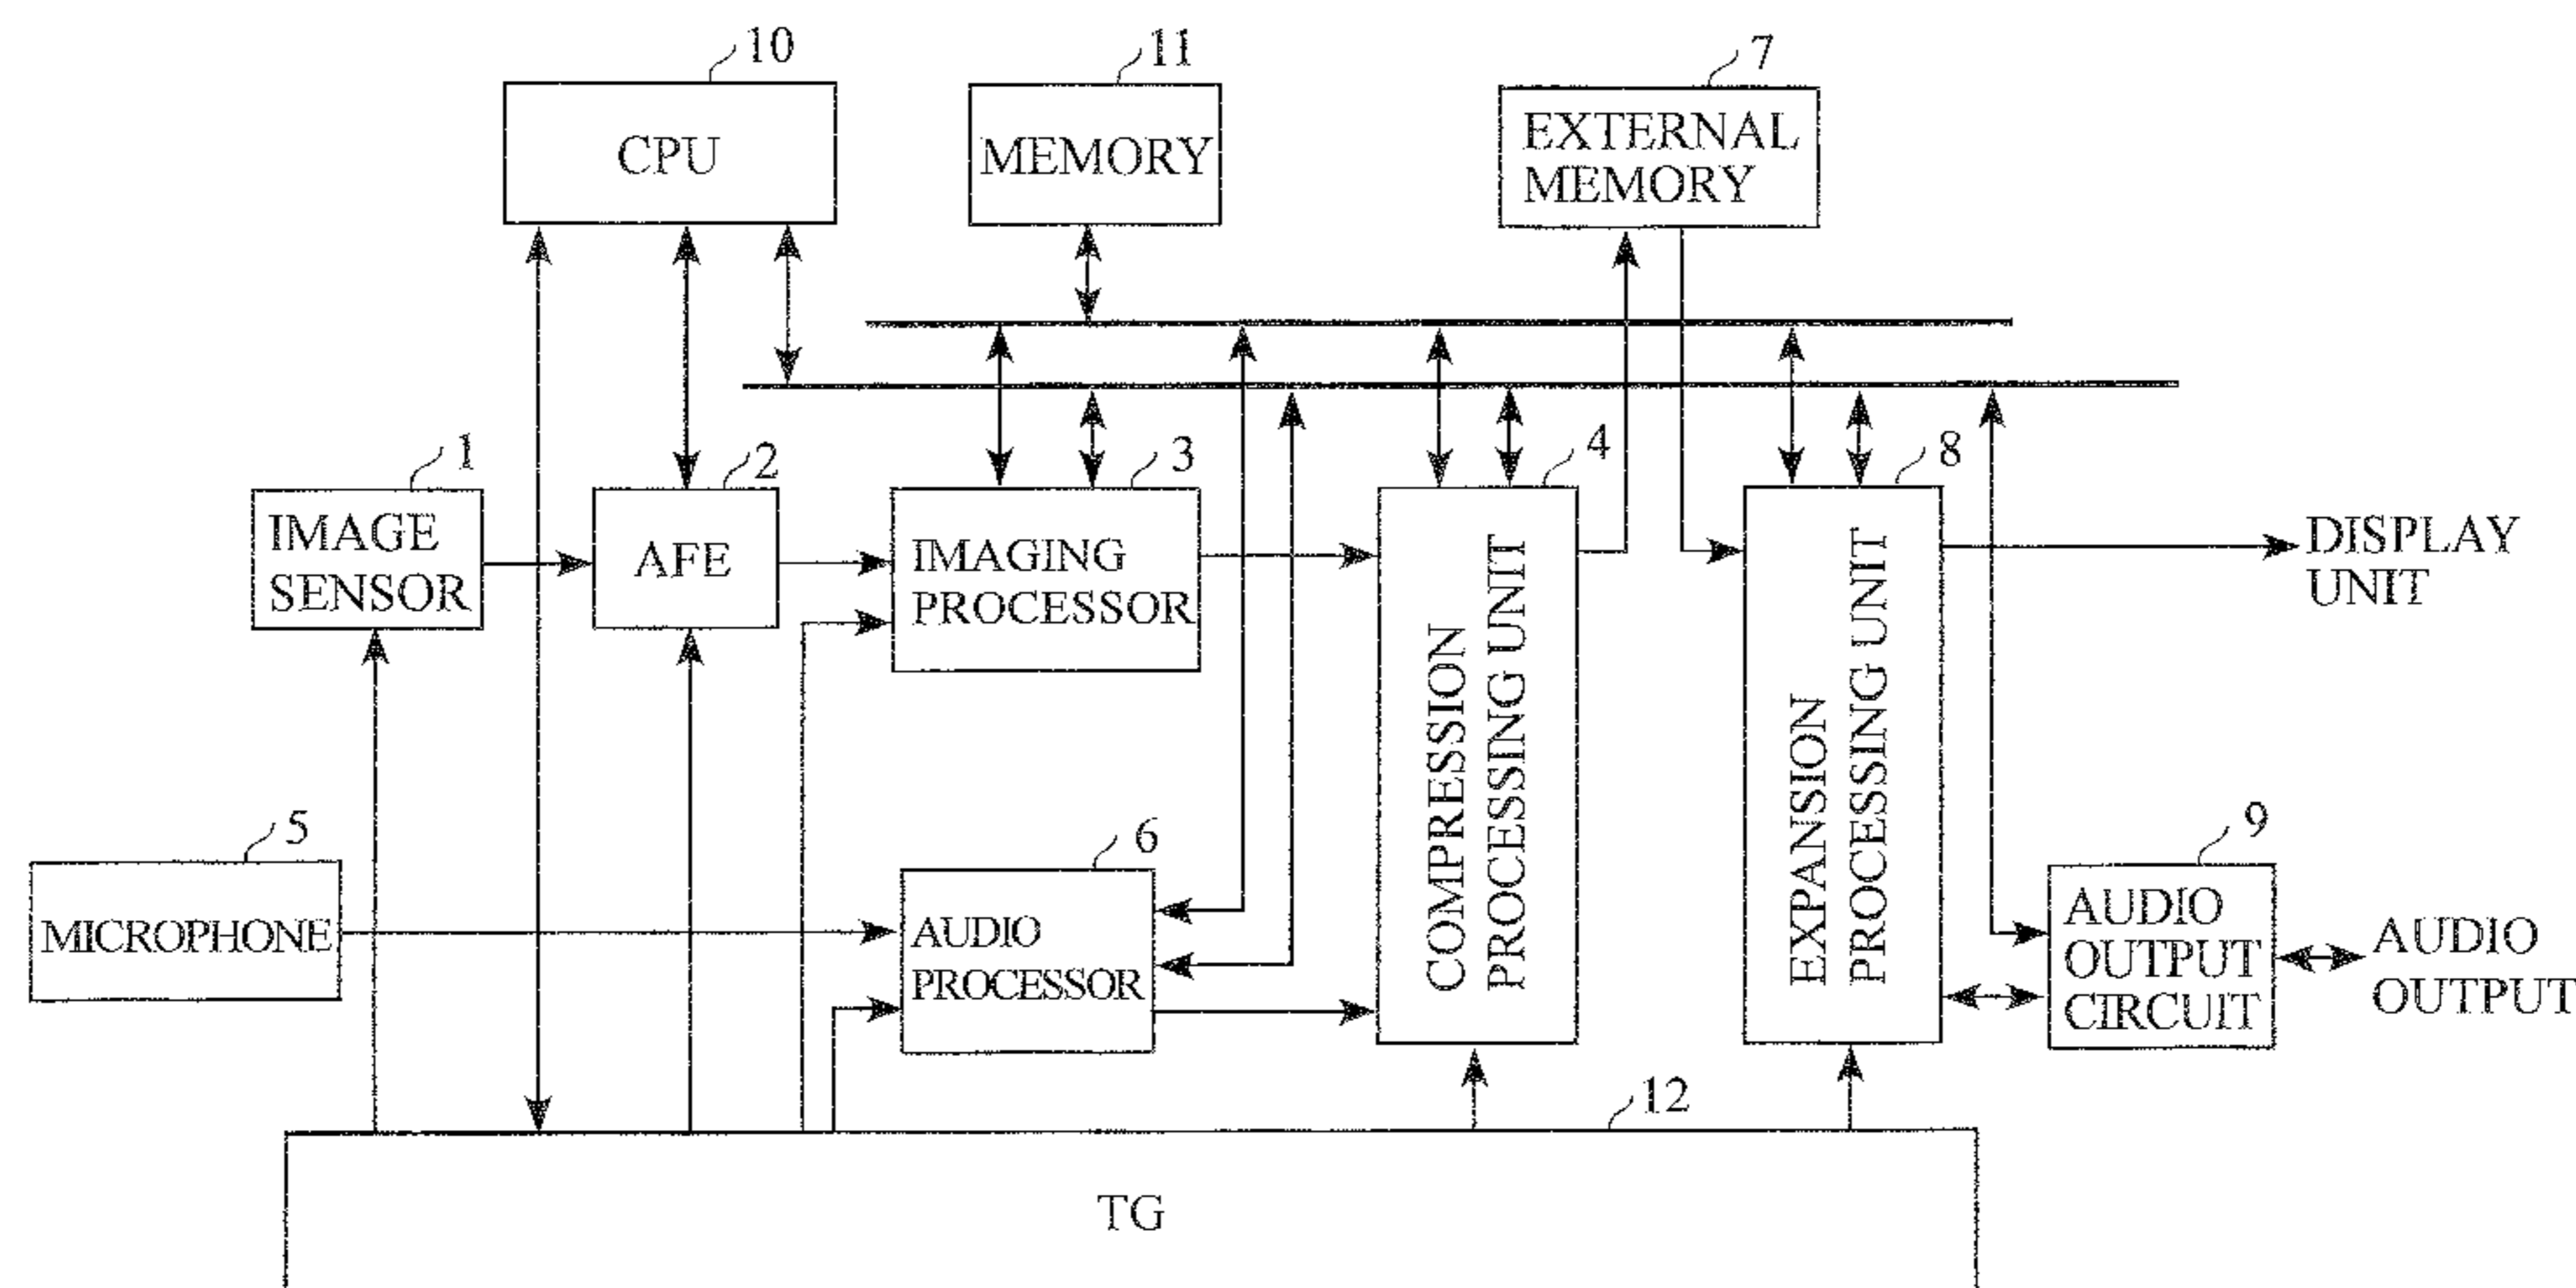 10
CPU
11
MEMORY
7
EXTERNAL
MEMORY
1
IMAGE
SENSOR
2
AFE
3
IMAGING
PROCESSOR
4
COMPRESSION
PROCESSING UNIT
8
EXPANSION
PROCESSING UNIT
DISPLAY
UNIT
5
MICROPHONE
6
AUDIO
PROCESSOR
9
AUDIO
OUTPUT
CIRCUIT
AUDIO
OUTPUT
12
TG